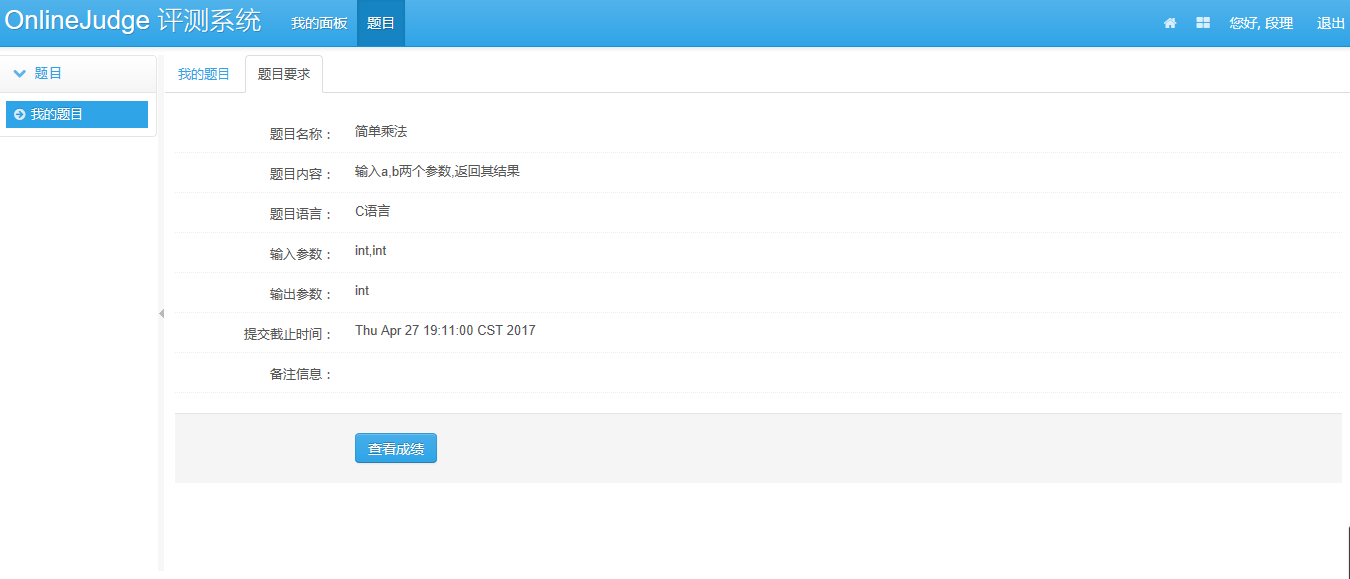 OnlineJudge 评测系统 我的面板 题目 您好, 段理 退出
题目
我的题目
我的题目 题目要求
题目名称： 简单乘法
题目内容： 输入a,b两个参数,返回其结果
题目语言： C语言
输入参数： int,int
输出参数： int
提交截止时间： Thu Apr 27 19:11:00 CST 2017
备注信息：
查看成绩